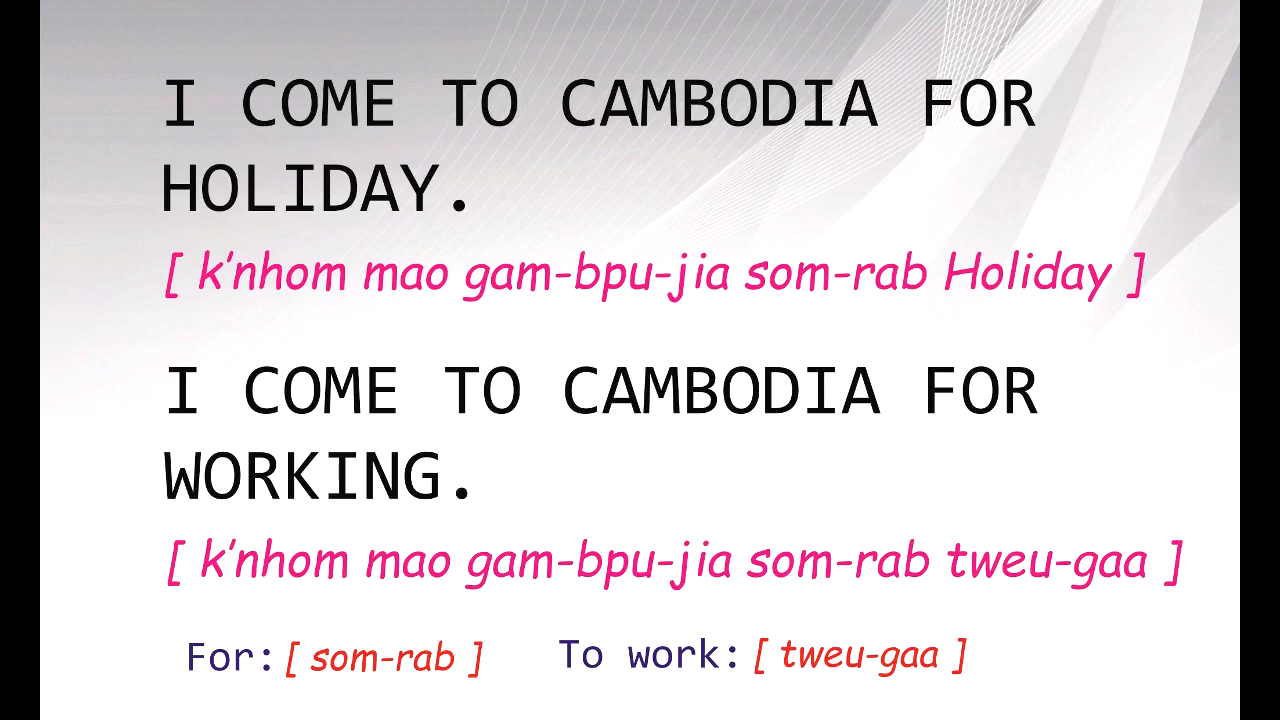 I COME TO CAMBODIA FOR
HOLIDAY.
[ k'nhom mao gam-bpu-jia som-rab Holiday ]
I COME TO CAMBODIA FOR
WORKING.
[ k'nhom mao gam-bpu-jia som-rab tweu-gaa ]
For: [ som-rab ] To work: [ tweu-gaa ]